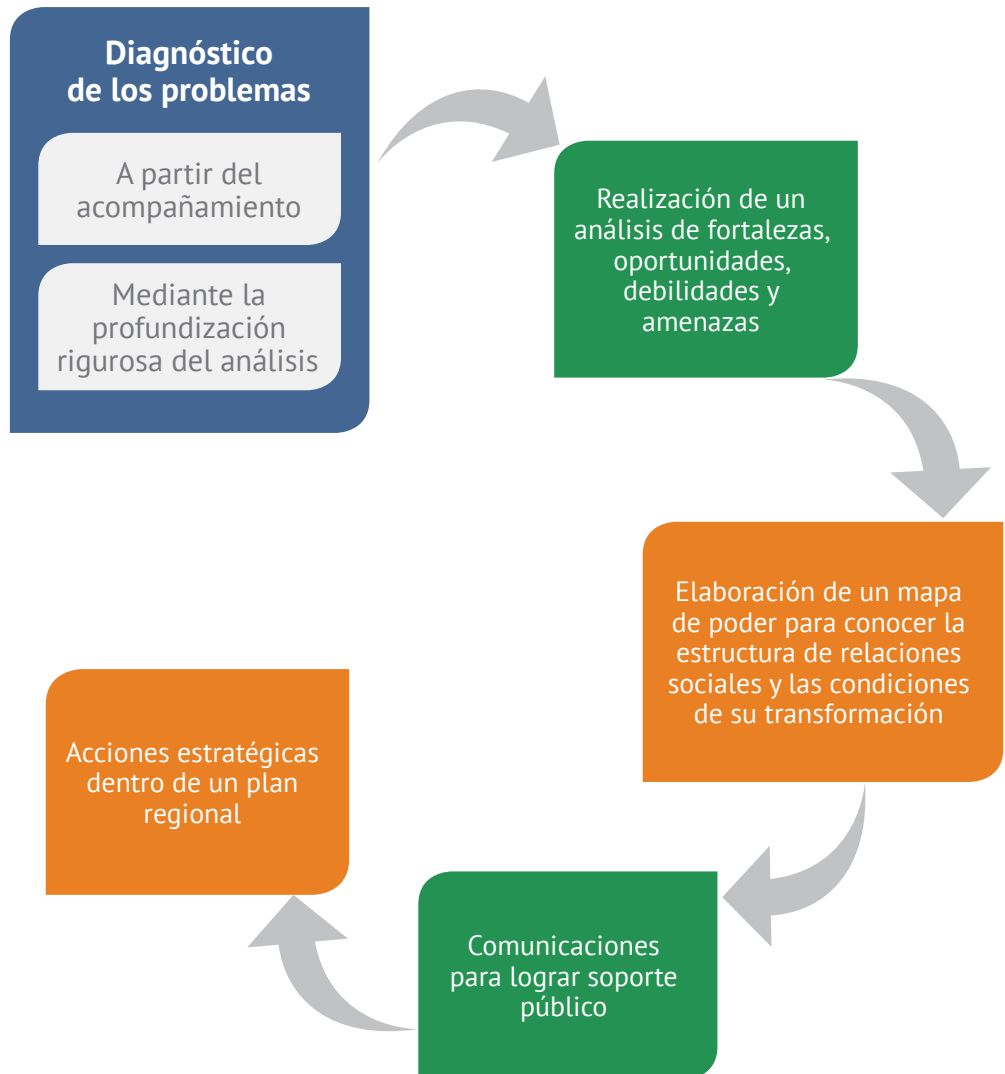 Diagnóstico
de los problemas
A partir del
acompañamiento
Mediante la
profundización
rigurosa del análisis
Realización de un
análisis de fortalezas,
oportunidades,
debilidades y
amenazas
Elaboración de un mapa
de poder para conocer la
estructura de relaciones
sociales y las condiciones
de su transformación
Comunicaciones
para lograr soporte
público
Acciones estratégicas
dentro de un plan
regional